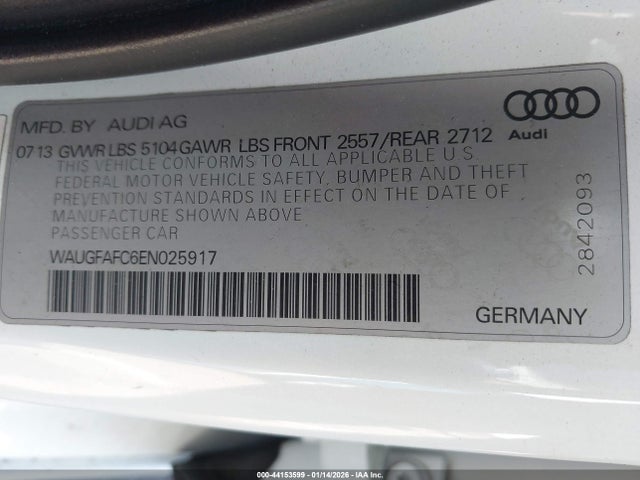 MFD. BY AUDI AG
07 13 GVWR LBS 5104 GAWR LBS FRONT 2557/REAR 2712
Audi
THIS VEHICLE CONFORMS TO ALL APPLICABLE U.S.
FEDERAL MOTOR VEHICLE SAFETY, BUMPER AND THEFT
PREVENTION STANDARDS IN EFFECT ON THE DATE OF
MANUFACTURE SHOWN ABOVE
PASSENGER CAR
WAUGFAFC6EN025917
2842093
GERMANY
000-44153599 - 01/14/2026 - IAA Inc.